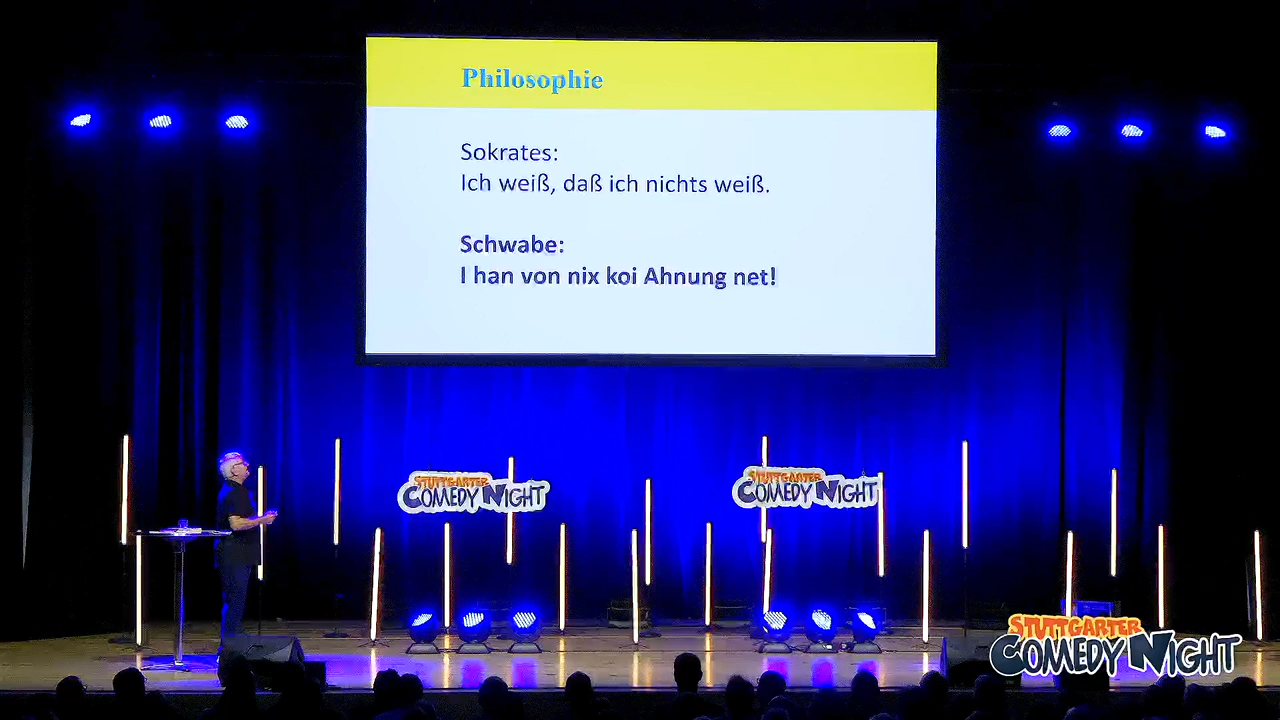 Philosophie
Sokrates:
Ich weiß, daß ich nichts weiß.
Schwabe:
I han von nix koi Ahnung net!
STUTTGARTER
COMEDY NIGHT
STUTTGARTER
COMEDY NIGHT
STUTTGARTER
COMEDY NIGHT